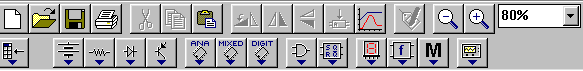 80%
ANA MIXED DIGIT S Q R Q f M